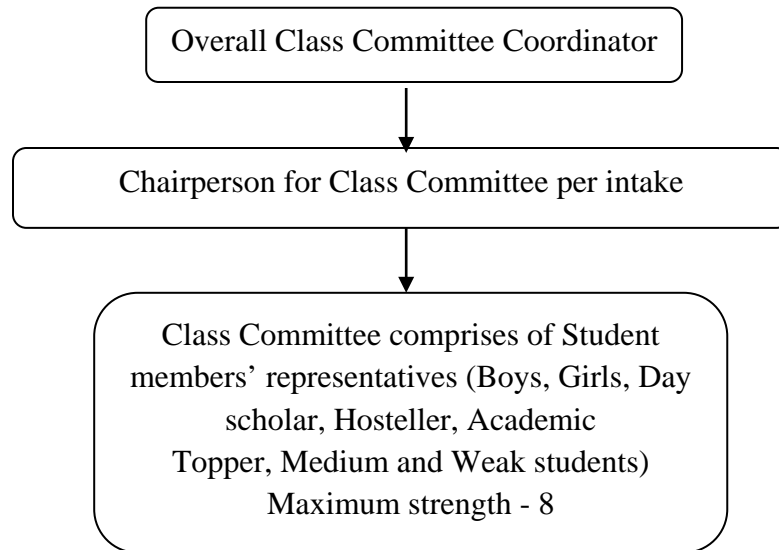 Overall Class Committee Coordinator
Chairperson for Class Committee per intake
Class Committee comprises of Student
members’ representatives (Boys, Girls, Day
scholar, Hosteller, Academic
Topper, Medium and Weak students)
Maximum strength - 8